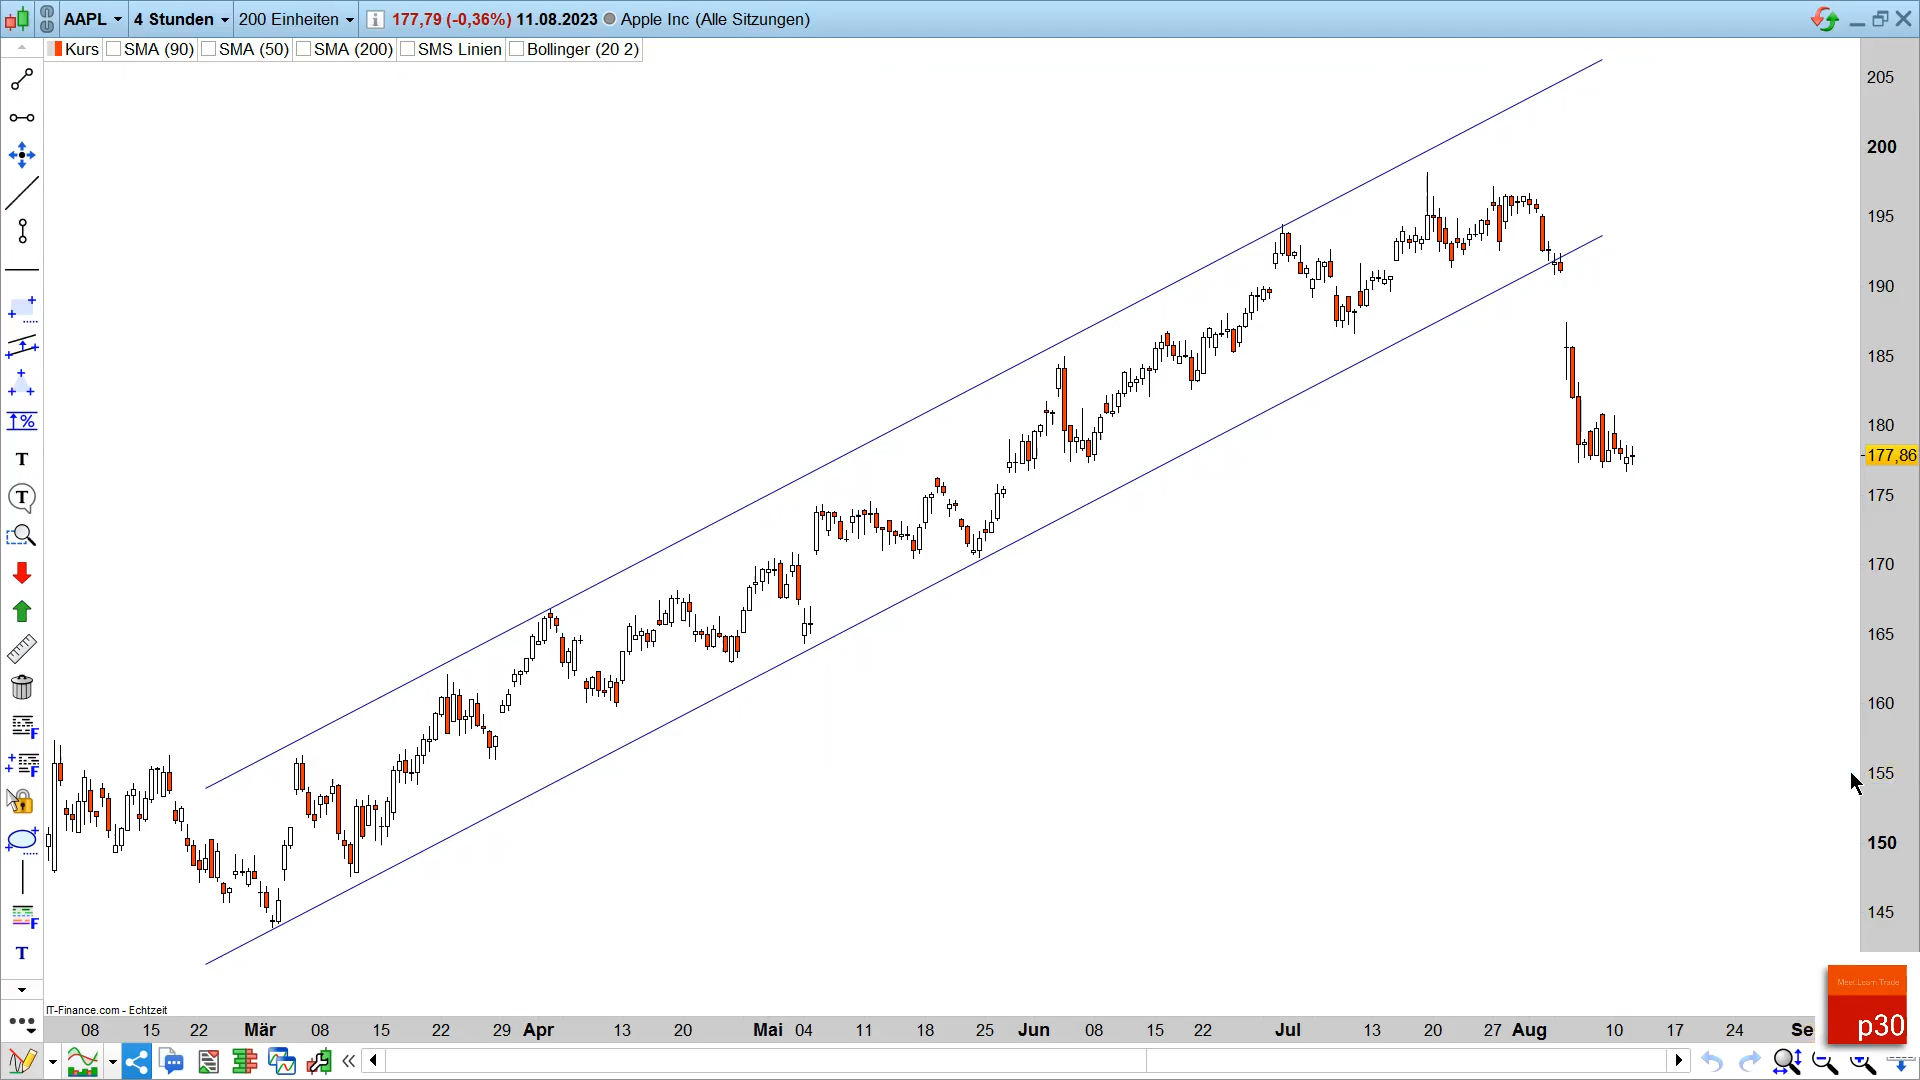 AAPL 4 Stunden 200 Einheiten 177,79 (-0,36%) 11.08.2023 Apple Inc (Alle Sitzungen)
Kurs SMA (90) SMA (50) SMA (200) SMS Linien Bollinger (20 2)
205
200
195
190
185
180
177,86
175
170
165
160
155
150
145
%
T
T
F
F
F
T
Meet Learn Trade
p30
IT-Finance.com - Echtzeit
08 15 22 Mär 08 15 22 29 Apr 13 20 Mai 04 11 18 25 Jun 08 15 22 Jul 13 20 27 Aug 10 17 24 Se